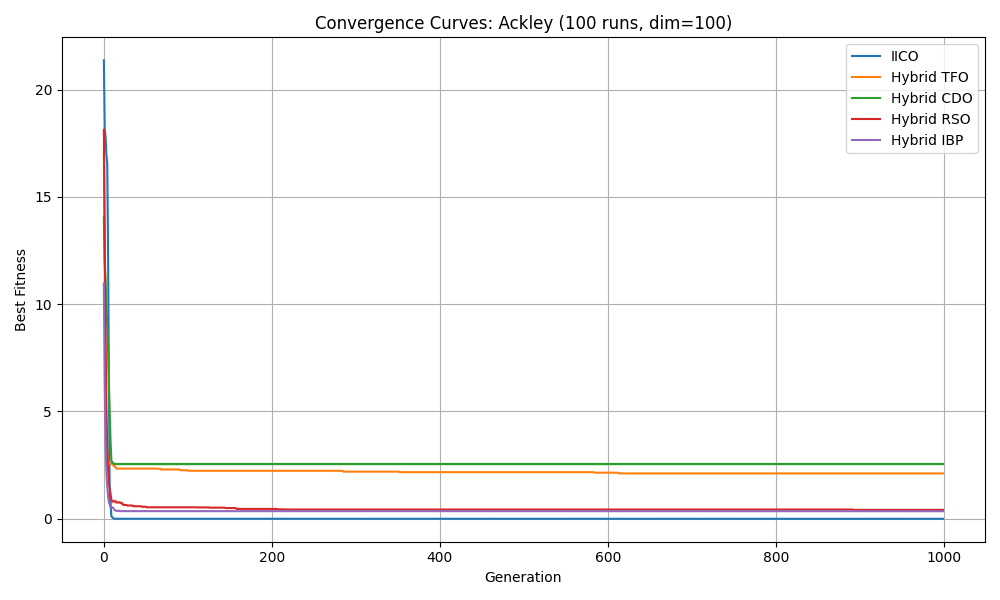 Convergence Curves: Ackley (100 runs, dim=100)
IICO
Hybrid TFO
Hybrid CDO
Hybrid RSO
Hybrid IBP
Best Fitness
20
15
10
5
0
0 200 400 600 800 1000
Generation